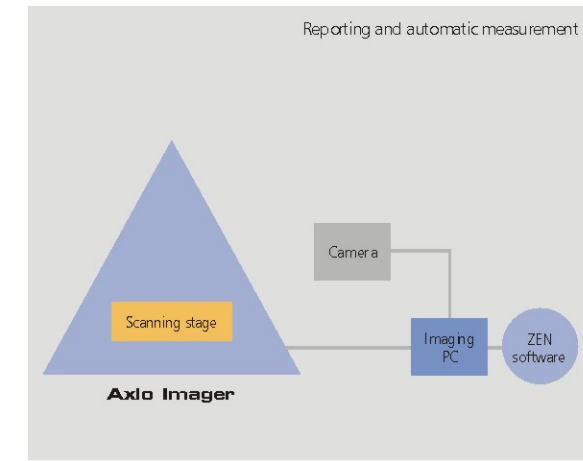 Reporting and automatic measurement
Camera
Scanning stage
Imaging
PC
ZEN
software
Axio Imager